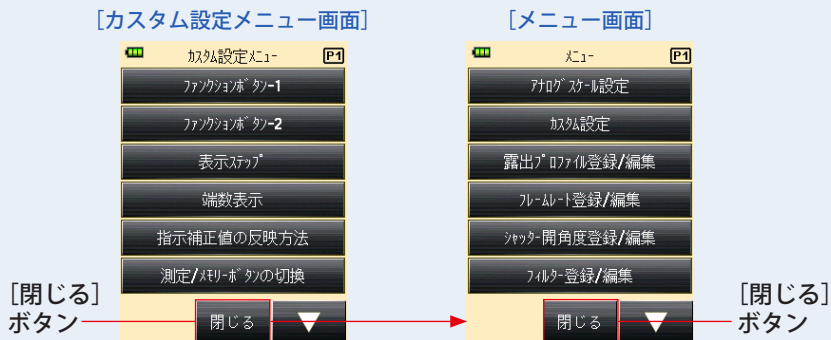 [カスタム設定メニュー画面]
ｶｽﾀﾑ設定ﾒﾆｭｰ P1
ﾌｧﾝｸｼｮﾝﾎﾞﾀﾝ-1
ﾌｧﾝｸｼｮﾝﾎﾞﾀﾝ-2
表示ｽﾃｯﾌﾟ
端数表示
指示補正値の反映方法
測定/ﾒﾓﾘｰﾎﾞﾀﾝの切換
閉じる
[閉じる]
ボタン
[メニュー画面]
ﾒﾆｭｰ P1
ｱﾅﾛｸﾞｽｹｰﾙ設定
ｶｽﾀﾑ設定
露出ﾌﾟﾛﾌｧｲﾙ登録/編集
ﾌﾚｰﾑﾚｰﾄ登録/編集
ｼｬｯﾀｰ開角度登録/編集
ﾌｨﾙﾀｰ登録/編集
閉じる
[閉じる]
ボタン